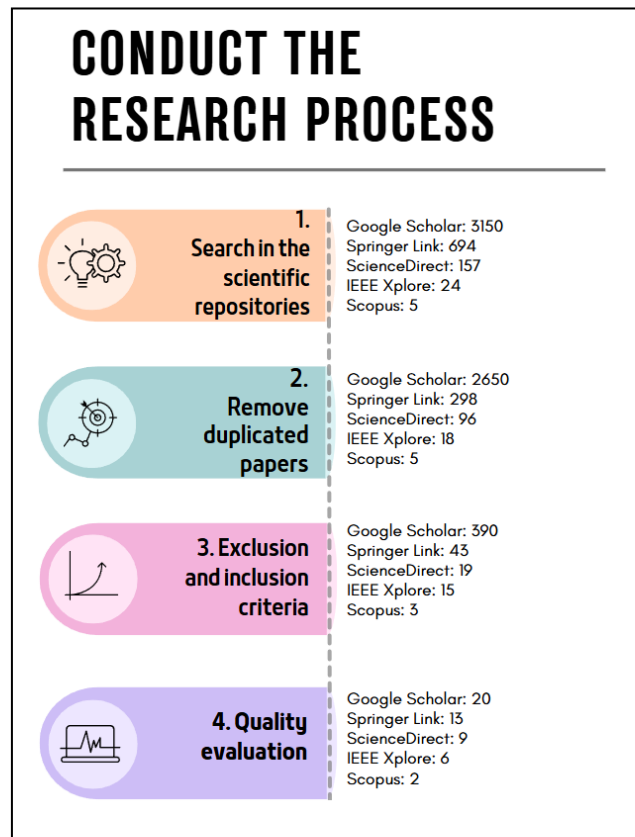 CONDUCT THE
RESEARCH PROCESS
1.
Search in the
scientific
repositories
Google Scholar: 3150
Springer Link: 694
ScienceDirect: 157
IEEE Xplore: 24
Scopus: 5
2.
Remove
duplicated
papers
Google Scholar: 2650
Springer Link: 298
ScienceDirect: 96
IEEE Xplore: 18
Scopus: 5
3. Exclusion
and inclusion
criteria
Google Scholar: 390
Springer Link: 43
ScienceDirect: 19
IEEE Xplore: 15
Scopus: 3
4. Quality
evaluation
Google Scholar: 20
Springer Link: 13
ScienceDirect: 9
IEEE Xplore: 6
Scopus: 2